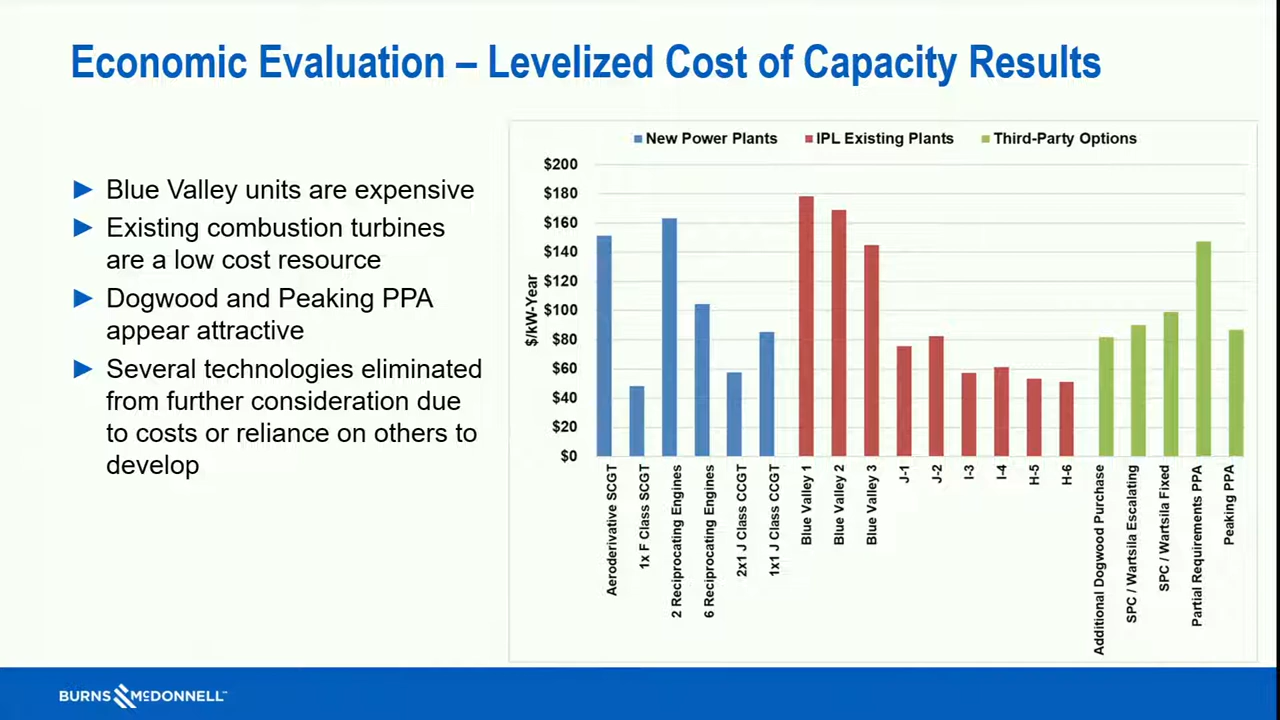 Economic Evaluation – Levelized Cost of Capacity Results
► Blue Valley units are expensive
► Existing combustion turbines
are a low cost resource
► Dogwood and Peaking PPA
appear attractive
► Several technologies eliminated
from further consideration due
to costs or reliance on others to
develop
New Power Plants IPL Existing Plants Third-Party Options
$/kW-Year
$200
$180
$160
$140
$120
$100
$80
$60
$40
$20
$0
Aeroderivative SCGT
1x F Class SCGT
2 Reciprocating Engines
6 Reciprocating Engines
2x1 J Class CCGT
1x1 J Class CCGT
Blue Valley 1
Blue Valley 2
Blue Valley 3
J-1
J-2
I-3
I-4
H-5
H-6
Additional Dogwood Purchase
SPC / Wartsila Escalating
SPC / Wartsila Fixed
Partial Requirements PPA
Peaking PPA
BURNS McDONNELL